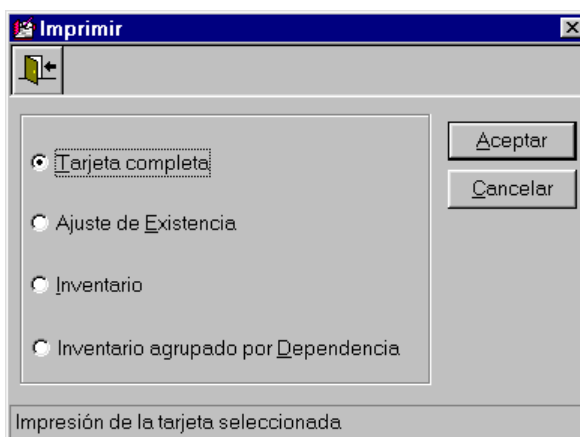 Imprimir
Tarjeta completa
Ajuste de Existencia
Inventario
Inventario agrupado por Dependencia
Aceptar
Cancelar
Impresión de la tarjeta seleccionada